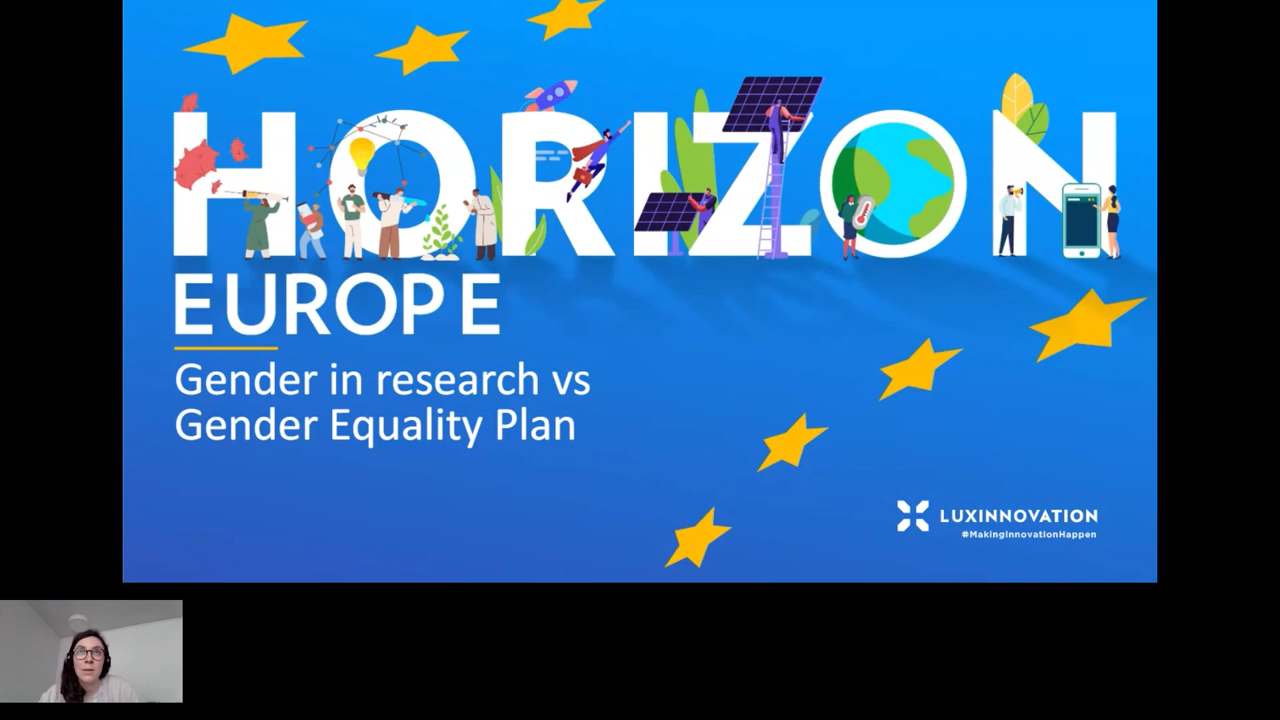 HORIZON
EUROPE
Gender in research vs
Gender Equality Plan
LUXINNOVATION
#MakingInnovationHappen